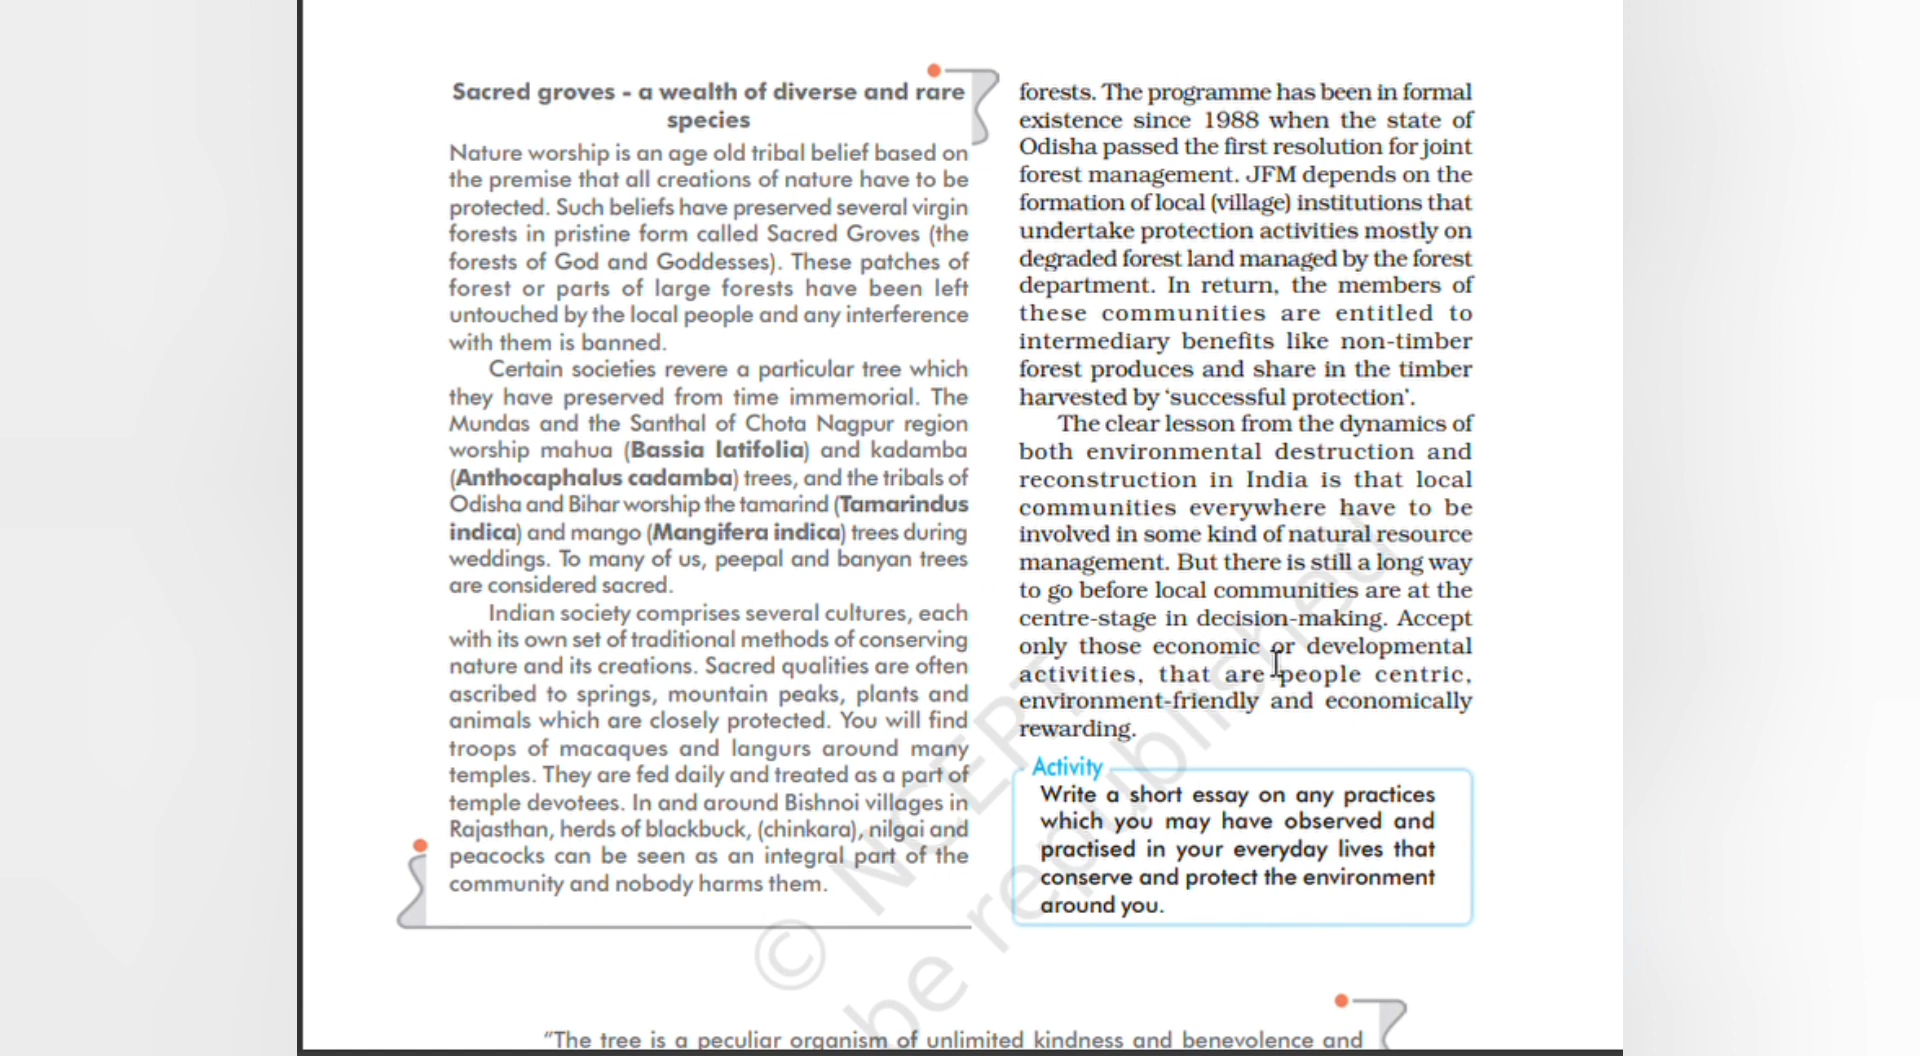 Sacred groves - a wealth of diverse and rare
species
Nature worship is an age old tribal belief based on
the premise that all creations of nature have to be
protected. Such beliefs have preserved several virgin
forests in pristine form called Sacred Groves (the
forests of God and Goddesses). These patches of
forest or parts of large forests have been left
untouched by the local people and any interference
with them is banned.
Certain societies revere a particular tree which
they have preserved from time immemorial. The
Mundas and the Santhal of Chota Nagpur region
worship mahua (Bassia latifolia) and kadamba
(Anthocaphalus cadamba) trees, and the tribals of
Odisha and Bihar worship the tamarind (Tamarindus
indica) and mango (Mangifera indica) trees during
weddings. To many of us, peepal and banyan trees
are considered sacred.
Indian society comprises several cultures, each
with its own set of traditional methods of conserving
nature and its creations. Sacred qualities are often
ascribed to springs, mountain peaks, plants and
animals which are closely protected. You will find
troops of macaques and langurs around many
temples. They are fed daily and treated as a part of
temple devotees. In and around Bishnoi villages in
Rajasthan, herds of blackbuck, (chinkara), nilgai and
peacocks can be seen as an integral part of the
community and nobody harms them.
forests. The programme has been in formal
existence since 1988 when the state of
Odisha passed the first resolution for joint
forest management. JFM depends on the
formation of local (village) institutions that
undertake protection activities mostly on
degraded forest land managed by the forest
department. In return, the members of
these communities are entitled to
intermediary benefits like non-timber
forest produces and share in the timber
harvested by ‘successful protection’.
The clear lesson from the dynamics of
both environmental destruction and
reconstruction in India is that local
communities everywhere have to be
involved in some kind of natural resource
management. But there is still a long way
to go before local communities are at the
centre-stage in decision-making. Accept
only those economic or developmental
activities, that are people centric,
environment-friendly and economically
rewarding.
Activity
Write a short essay on any practices
which you may have observed and
practised in your everyday lives that
conserve and protect the environment
around you.
“The tree is a peculiar organism of unlimited kindness and benevolence and
© NCERT
be republished